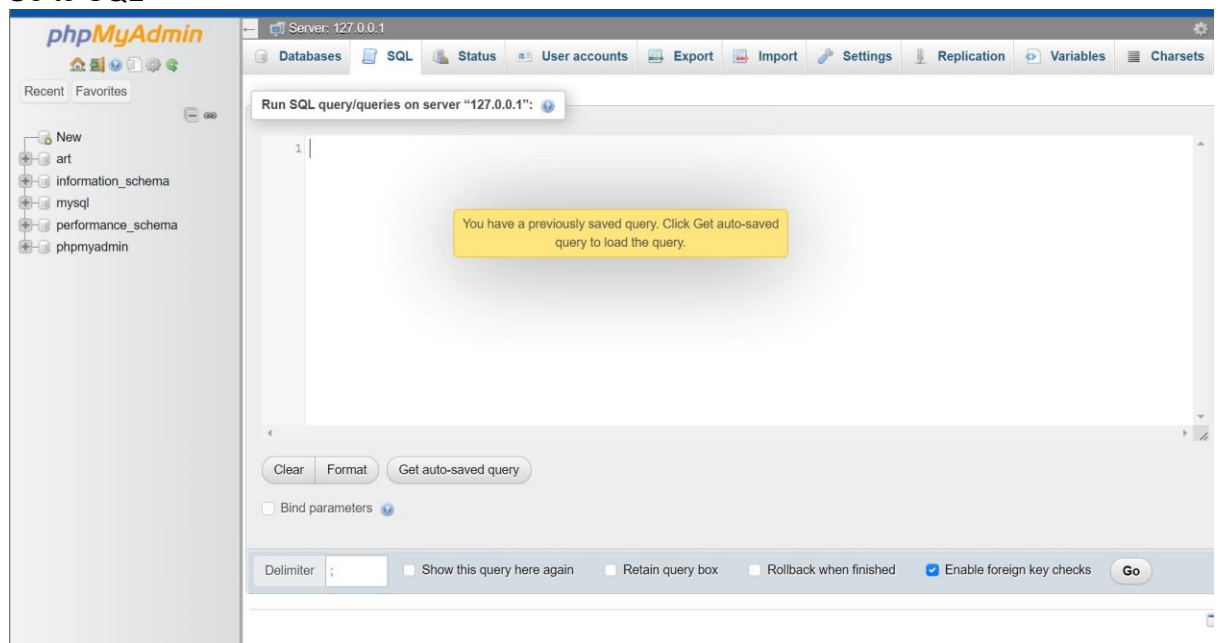 Go to SQL
phpMyAdmin
Recent Favorites
New
art
information_schema
mysql
performance_schema
phpmyadmin
Server: 127.0.0.1
Databases SQL Status User accounts Export Import Settings Replication Variables Charsets
Run SQL query/queries on server “127.0.0.1”:
1
You have a previously saved query. Click Get auto-saved
query to load the query.
Clear Format Get auto-saved query
Bind parameters
Delimiter ; Show this query here again Retain query box Rollback when finished Enable foreign key checks Go